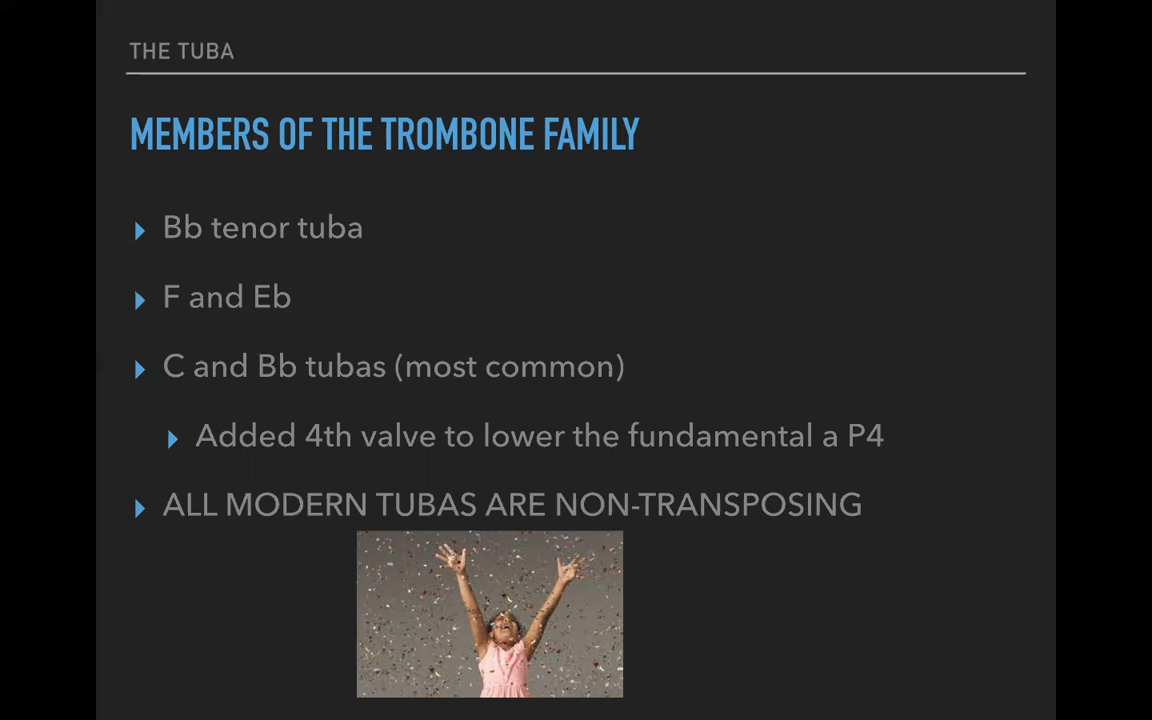 THE TUBA
MEMBERS OF THE TROMBONE FAMILY
Bb tenor tuba
F and Eb
C and Bb tubas (most common)
Added 4th valve to lower the fundamental a P4
ALL MODERN TUBAS ARE NON-TRANSPOSING